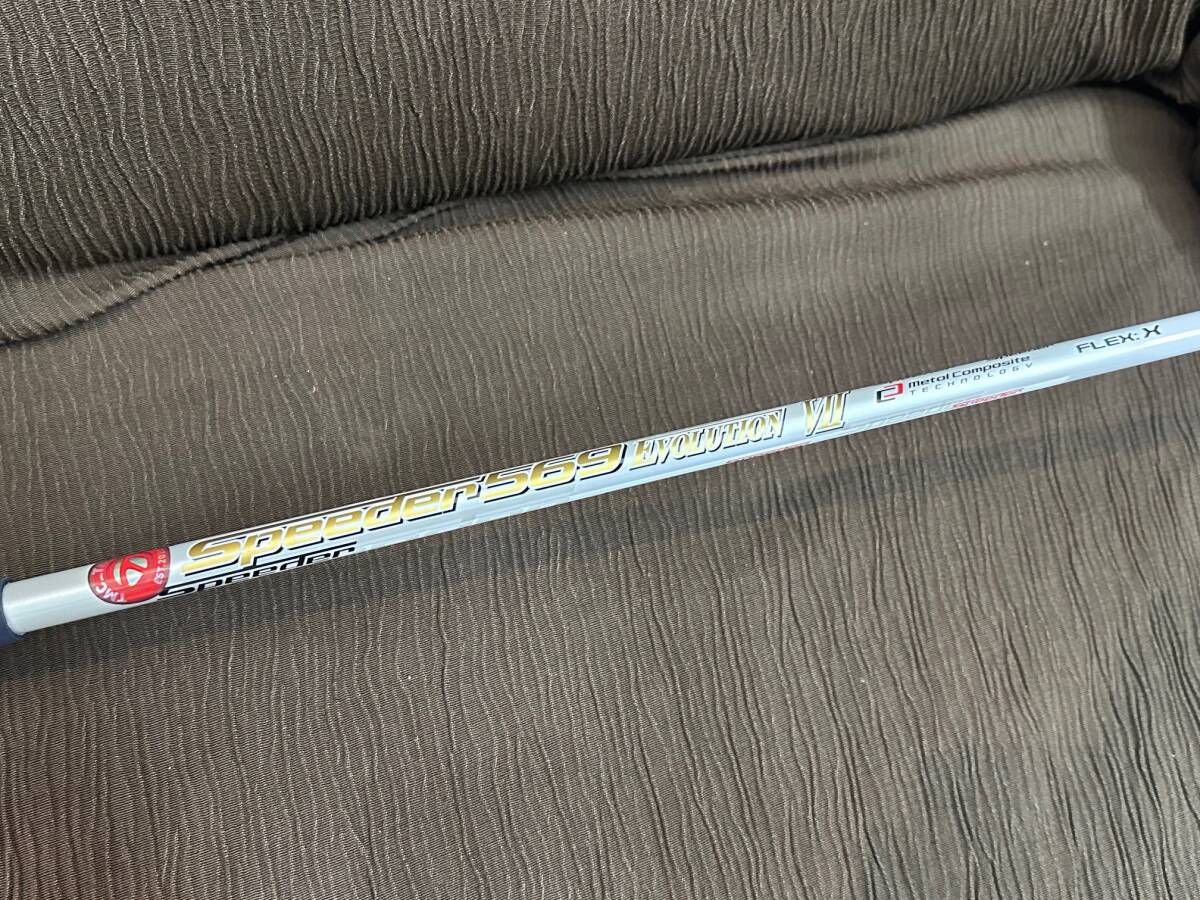 Speeder 569 EVOLUTION VII
Speeder
Metal Composite
TECHNOLOGY
FLEX: X